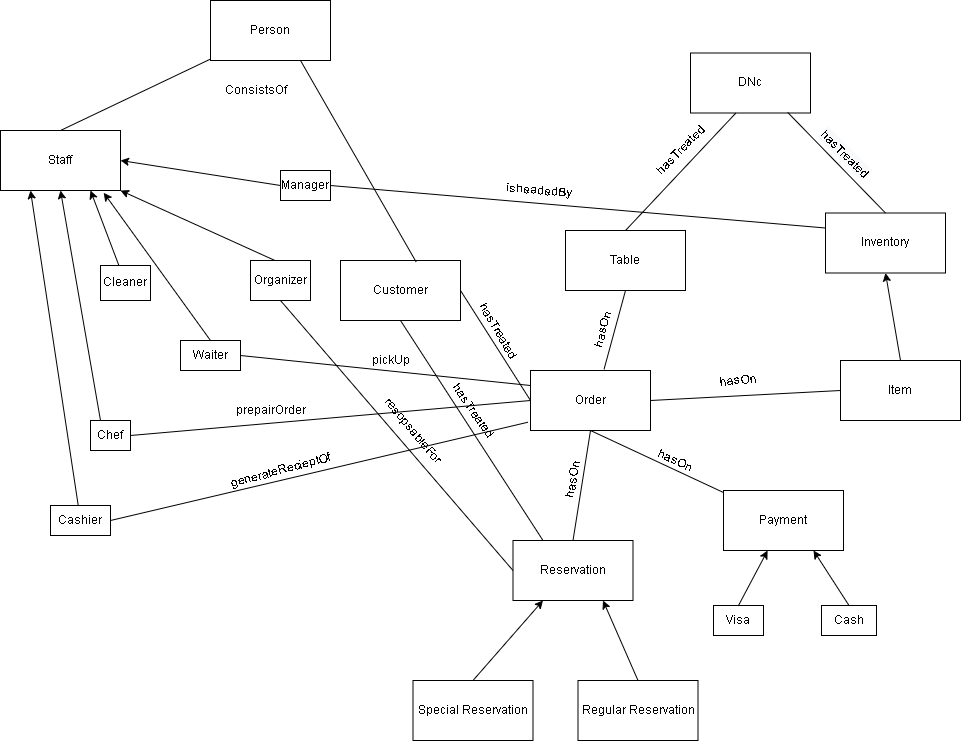 Person
DNc
ConsistsOf
hasTreated
hasTreated
Staff
Manager
isheadedBy
Inventory
Table
Cleaner
Organizer
Customer
hasTreated
hasOn
Waiter
pickUp
hasOn
Item
Order
hasTreated
prepairOrder
resopsableFor
Chef
generateRecieptOf
hasOn
hasOn
Cashier
Payment
Reservation
Visa
Cash
Special Reservation
Regular Reservation